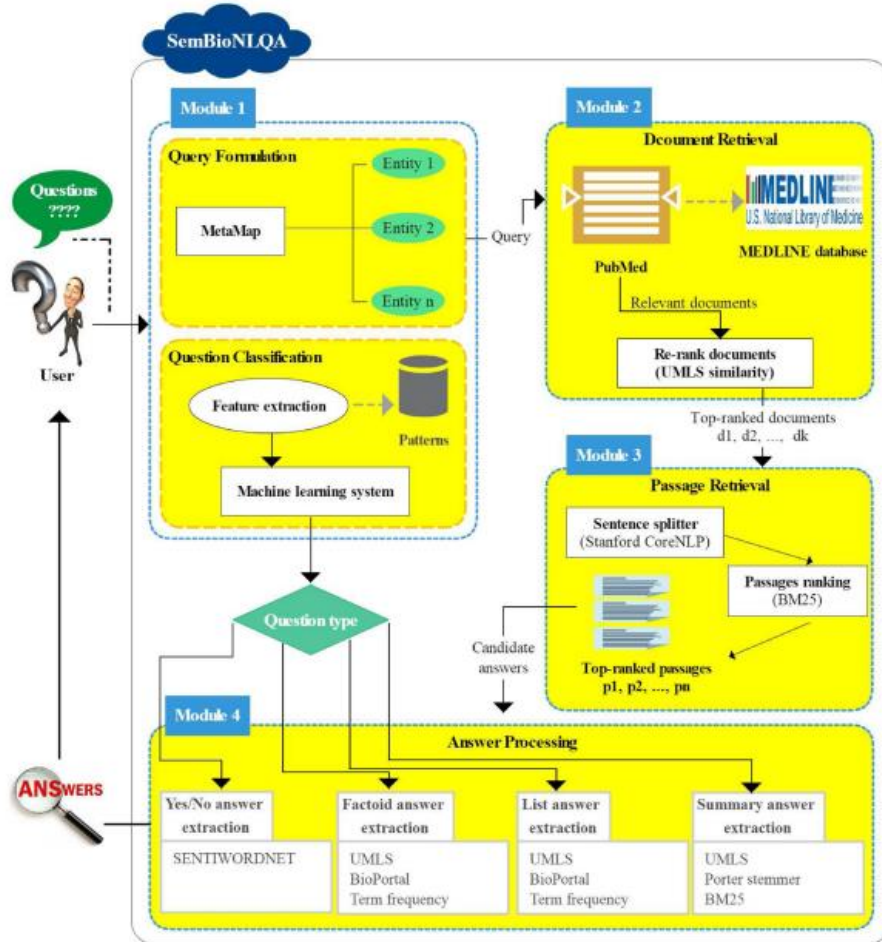 SemBioNLQA
Module 1
Query Formulation
MetaMap
Entity 1
Entity 2
Entity n
Question Classification
Feature extraction
Patterns
Machine learning system
Questions
????
User
Query
Module 2
Dcoument Retrieval
PubMed
MEDLINE
U.S. National Library of Medicine
MEDLINE database
Relevant documents
Re-rank documents
(UMLS similarity)
Top-ranked documents
d1, d2, ..., dk
Module 3
Passage Retrieval
Sentence splitter
(Stanford CoreNLP)
Passages ranking
(BM25)
Top-ranked passages
p1, p2, ..., pn
Candidate
answers
Question type
Module 4
Answer Processing
Yes/No answer
extraction
SENTIWORDNET
Factoid answer
extraction
UMLS
BioPortal
Term frequency
List answer
extraction
UMLS
BioPortal
Term frequency
Summary answer
extraction
UMLS
Porter stemmer
BM25
ANSWERS